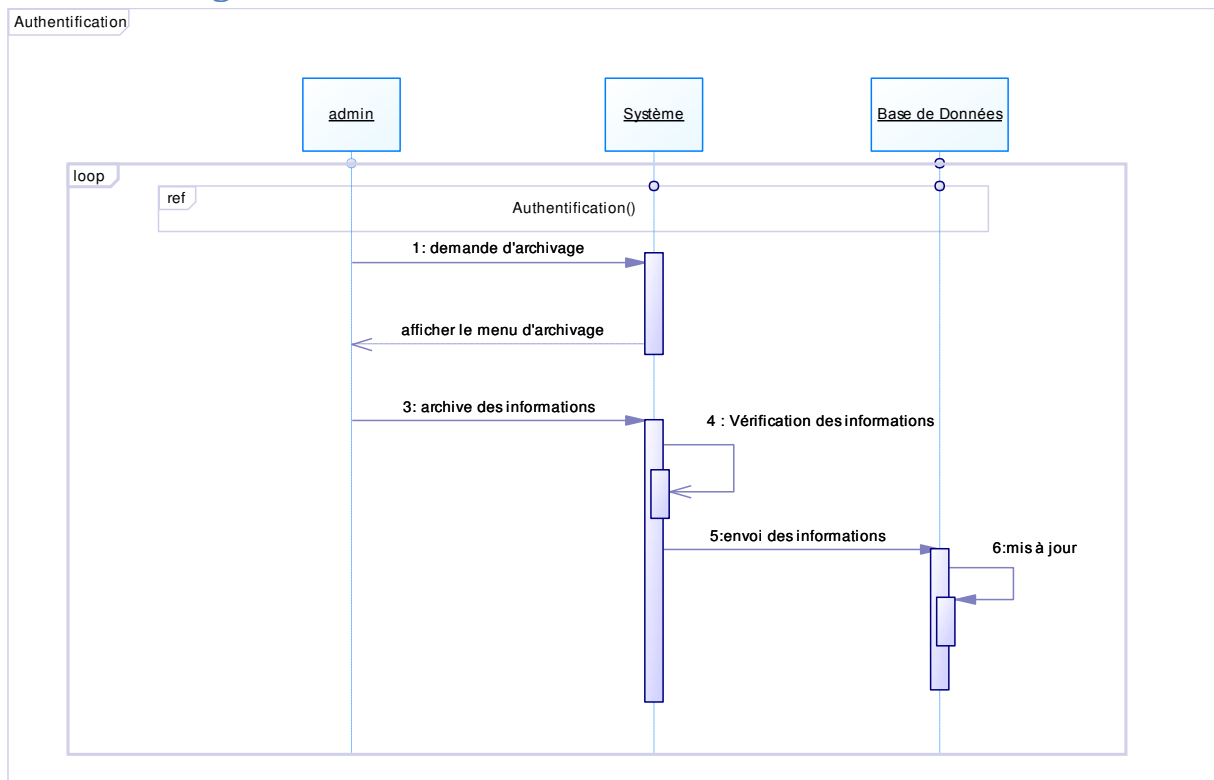 Authentification
admin
Système
Base de Données
loop
ref
Authentification()
1: demande d'archivage
afficher le menu d'archivage
3: archive des informations
4 : Vérification des informations
5:envoi des informations
6:mis à jour